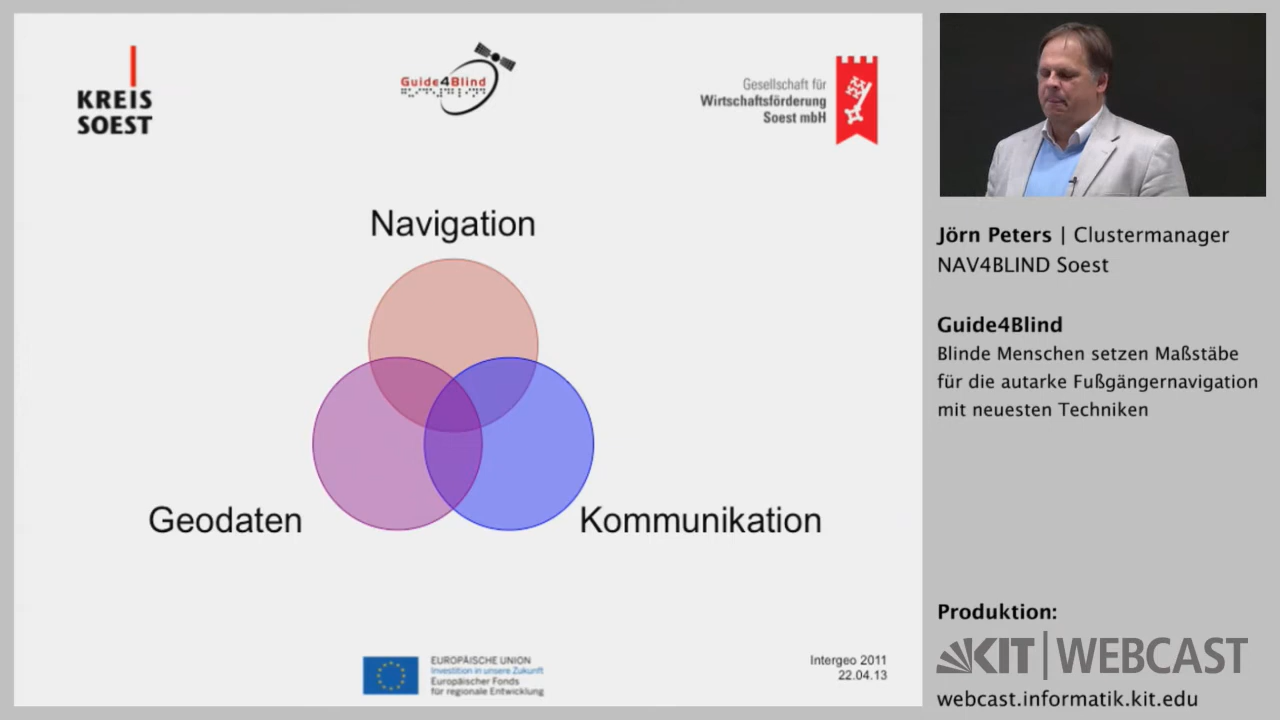 KREIS
SOEST
Guide4Blind
Gesellschaft für
Wirtschaftsförderung
Soest mbH
Navigation
Geodaten
Kommunikation
EUROPÄISCHE UNION
Investition in unsere Zukunft
Europäischer Fonds
für regionale Entwicklung
Intergeo 2011
22.04.13
Jörn Peters | Clustermanager
NAV4BLIND Soest
Guide4Blind
Blinde Menschen setzen Maßstäbe
für die autarke Fußgängernavigation
mit neuesten Techniken
Produktion:
KIT | WEBCAST
webcast.informatik.kit.edu